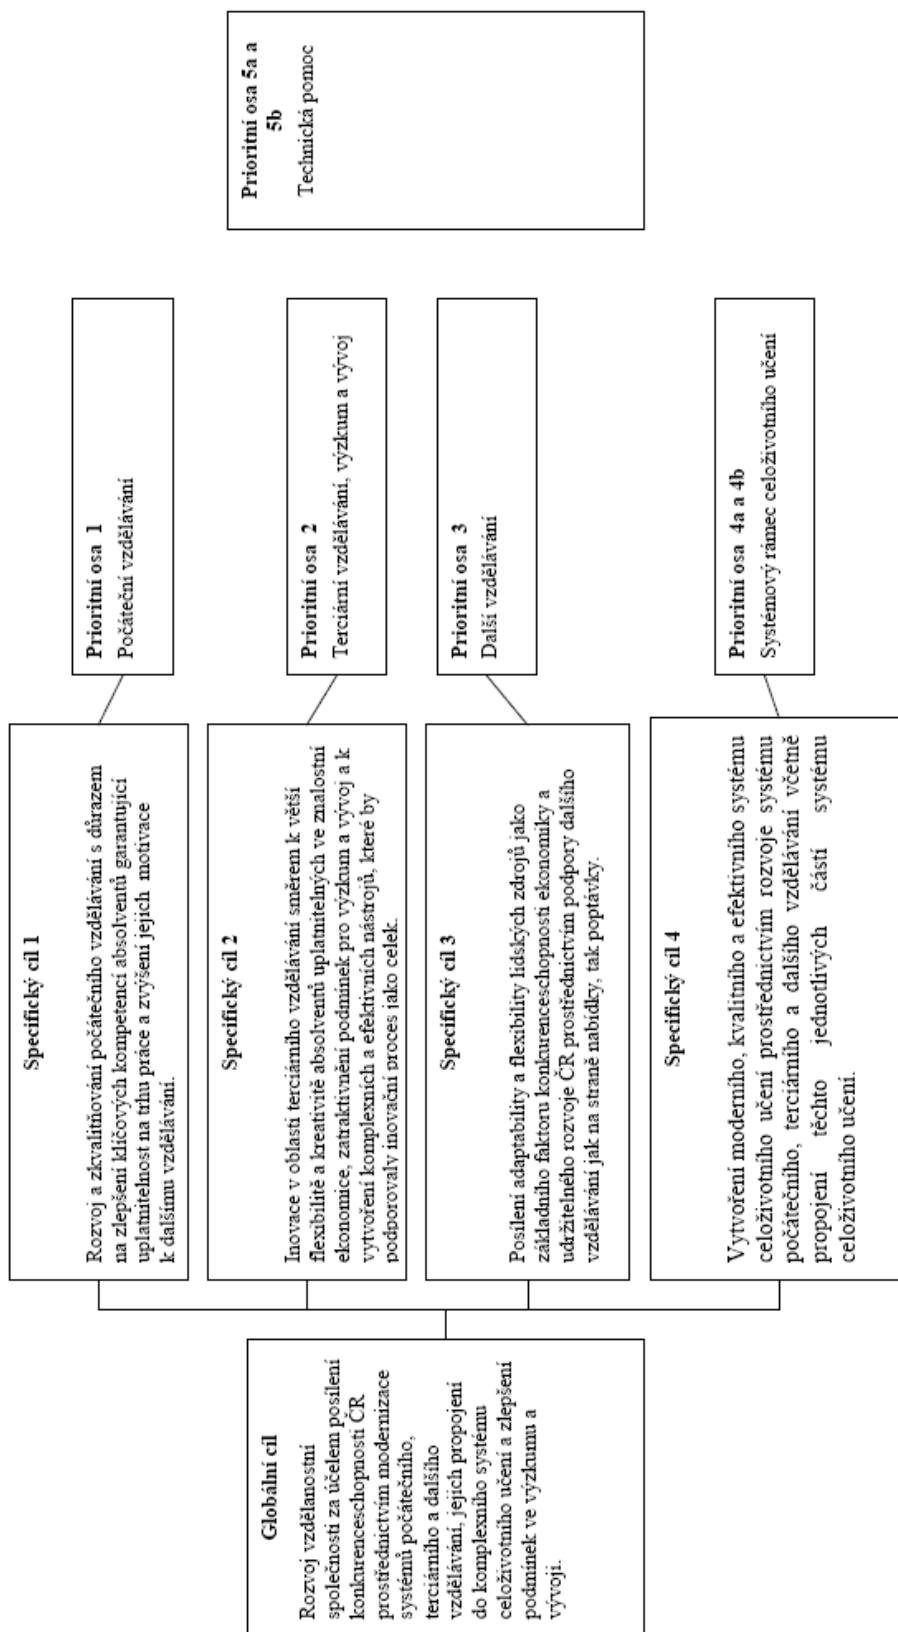 Globální cíl
Rozvoj vzdělanostní
společnosti za účelem posílení
konkurenceschopnosti ČR
prostřednictvím modernizace
systémů počátečního,
terciárního a dalšího
vzdělávání, jejich propojení
do komplexního systému
celoživotního učení a zlepšení
podmínek ve výzkumu a
vývoji.
Specifický cíl 1
Rozvoj a zkvalitňování počátečního vzdělávání s důrazem
na zlepšení klíčových kompetencí absolventů garantující
uplatnitelnost na trhu práce a zvýšení jejich motivace
k dalšímu vzdělávání.
Specifický cíl 2
Inovace v oblasti terciárního vzdělávání směrem k větší
flexibilitě a kreativitě absolventů uplatnitelných ve znalostní
ekonomice, zatraktivnění podmínek pro výzkum a vývoj a k
vytvoření komplexních a efektivních nástrojů, které by
podporovaly inovační proces jako celek.
Specifický cíl 3
Posílení adaptability a flexibility lidských zdrojů jako
základního faktoru konkurenceschopnosti ekonomiky a
udržitelného rozvoje ČR prostřednictvím podpory dalšího
vzdělávání jak na straně nabídky, tak poptávky.
Specifický cíl 4
Vytvoření moderního, kvalitního a efektivního systému
celoživotního učení prostřednictvím rozvoje systému
počátečního, terciárního a dalšího vzdělávání včetně
propojení těchto jednotlivých částí systému
celoživotního učení.
Prioritní osa 1
Počáteční vzdělávání
Prioritní osa 2
Terciární vzdělávání, výzkum a vývoj
Prioritní osa 3
Další vzdělávání
Prioritní osa 4a a 4b
Systémový rámec celoživotního učení
Prioritní osa 5a a
5b
Technická pomoc